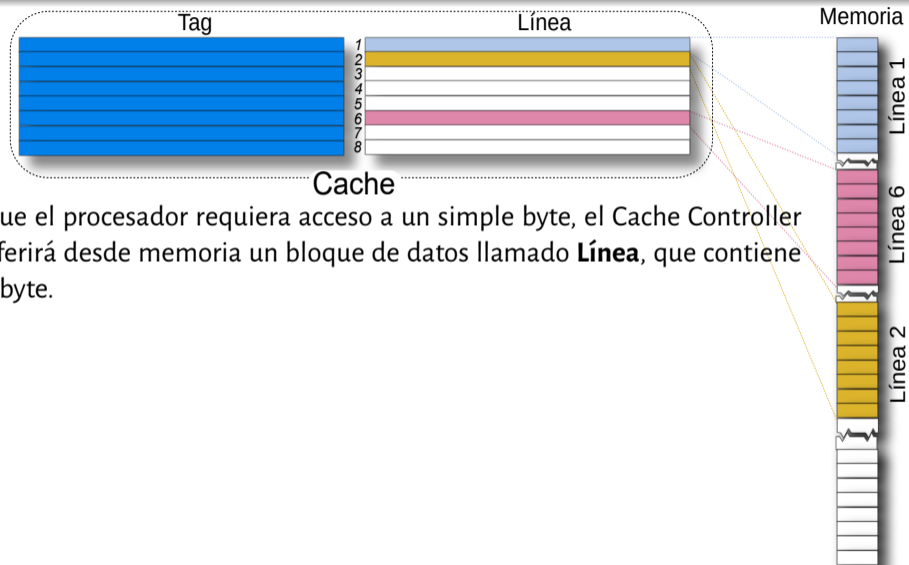 Tag
Línea
Memoria
1
2
3
4
5
6
7
8
Línea 1
Línea 6
Línea 2
Cache
ue el procesador requiera acceso a un simple byte, el Cache Controller
ferirá desde memoria un bloque de datos llamado Línea, que contiene
byte.